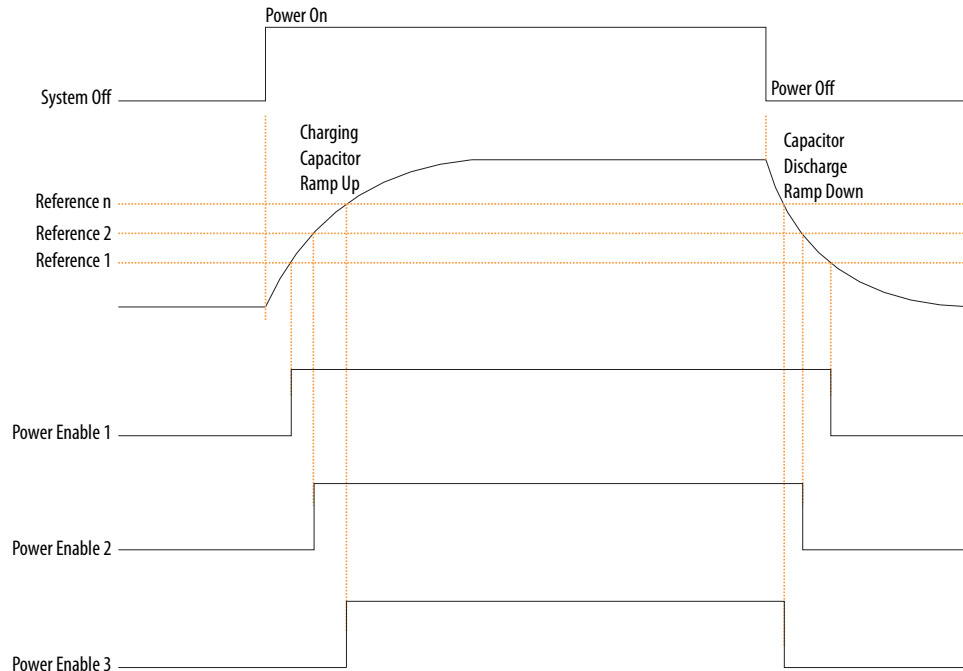 Power On
System Off
Power Off
Charging
Capacitor
Ramp Up
Capacitor
Discharge
Ramp Down
Reference n
Reference 2
Reference 1
Power Enable 1
Power Enable 2
Power Enable 3